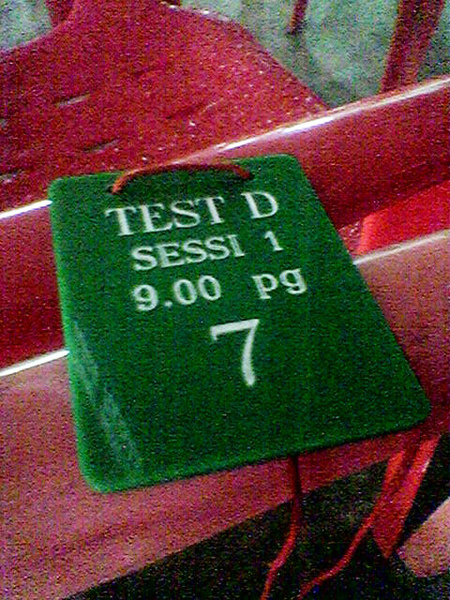 TEST D
SESSI 1
9.00 pg
7